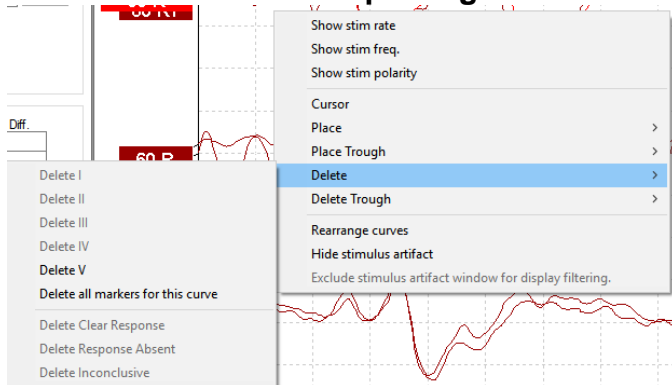 Show stim rate
Show stim freq.
Show stim polarity
Cursor
Diff.
Place
Place Trough
60 R
Delete
Delete Trough
Rearrange curves
Hide stimulus artifact
Exclude stimulus artifact window for display filtering.
Delete I
Delete II
Delete III
Delete IV
Delete V
Delete all markers for this curve
Delete Clear Response
Delete Response Absent
Delete Inconclusive